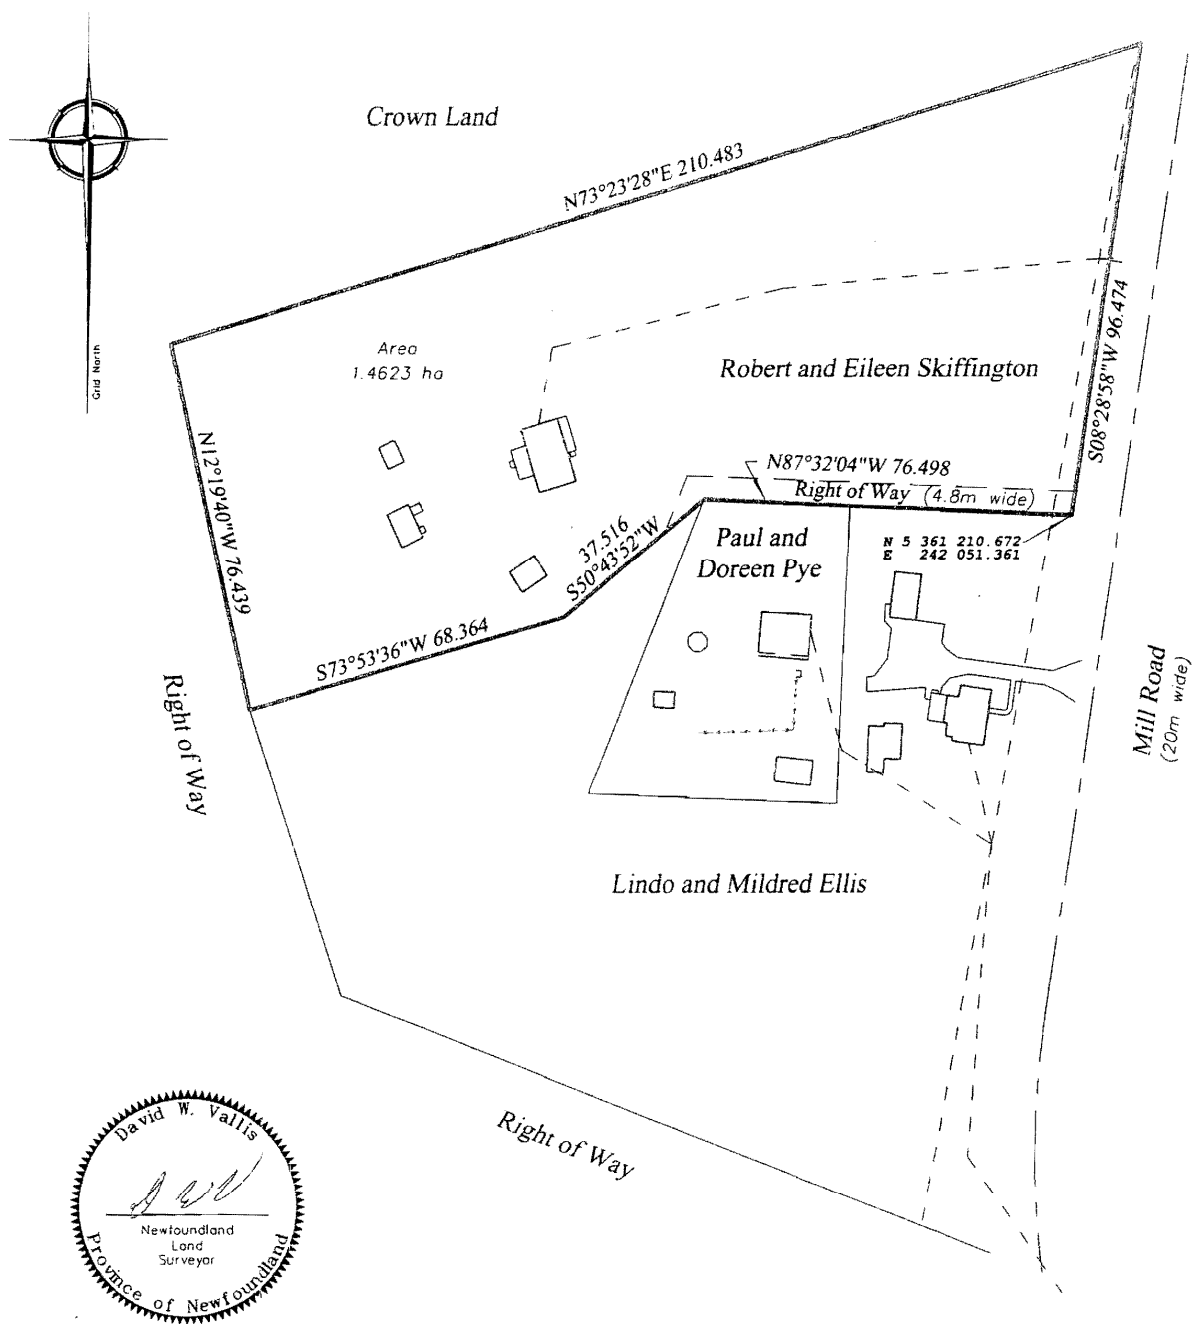 Crown Land
N73°23'28"E 210.483
Grid North
Area
1.4623 ha
Robert and Eileen Skiffington
S08°28'58"W 96.474
N87°32'04"W 76.498
Right of Way (4.8m wide)
N12°19'40"W 76.439
37.516
S50°43'52"W
Paul and
Doreen Pye
N 5 361 210.672
E 242 051.361
S73°53'36"W 68.364
Right of Way
Mill Road
(20m wide)
Lindo and Mildred Ellis
Right of Way
David W. Vallis
Newfoundland
Land
Surveyor
Province of Newfoundland